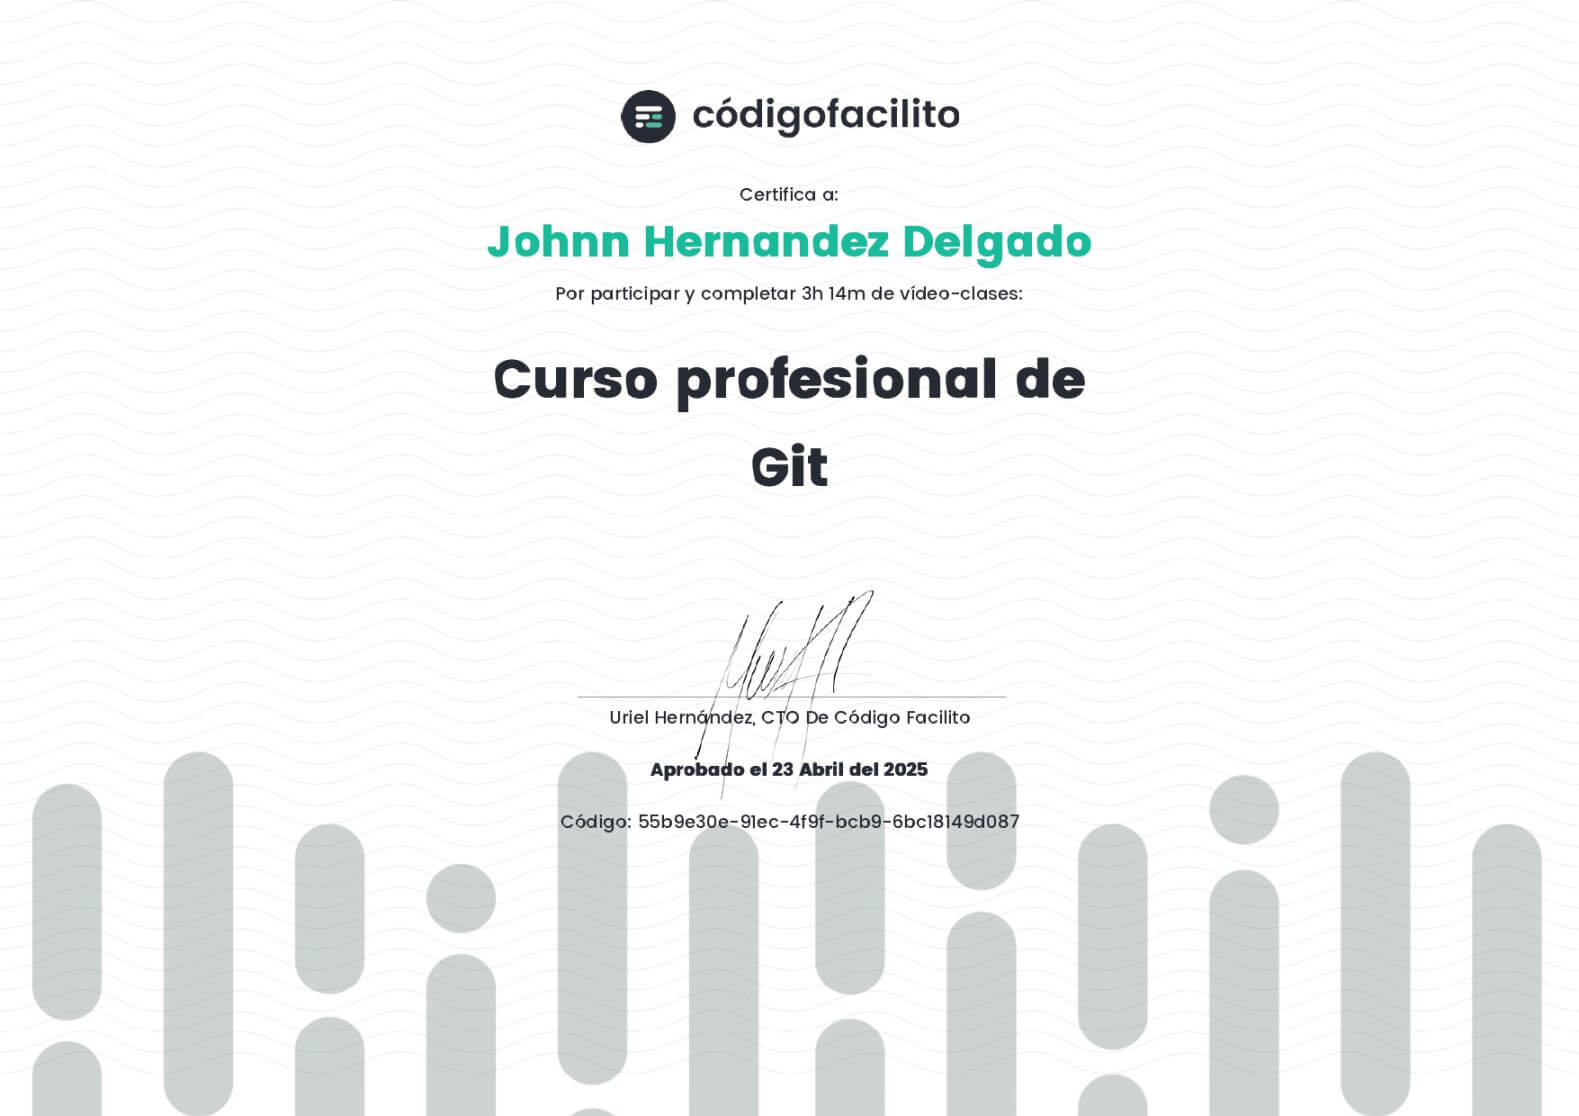 códigofacilito
Certifica a:
Johnn Hernandez Delgado
Por participar y completar 3h 14m de vídeo-clases:
Curso profesional de
Git
Uriel Hernández, CTO De Código Facilito
Aprobado el 23 Abril del 2025
Código: 55b9e30e-91ec-4f9f-bcb9-6bc18149d087